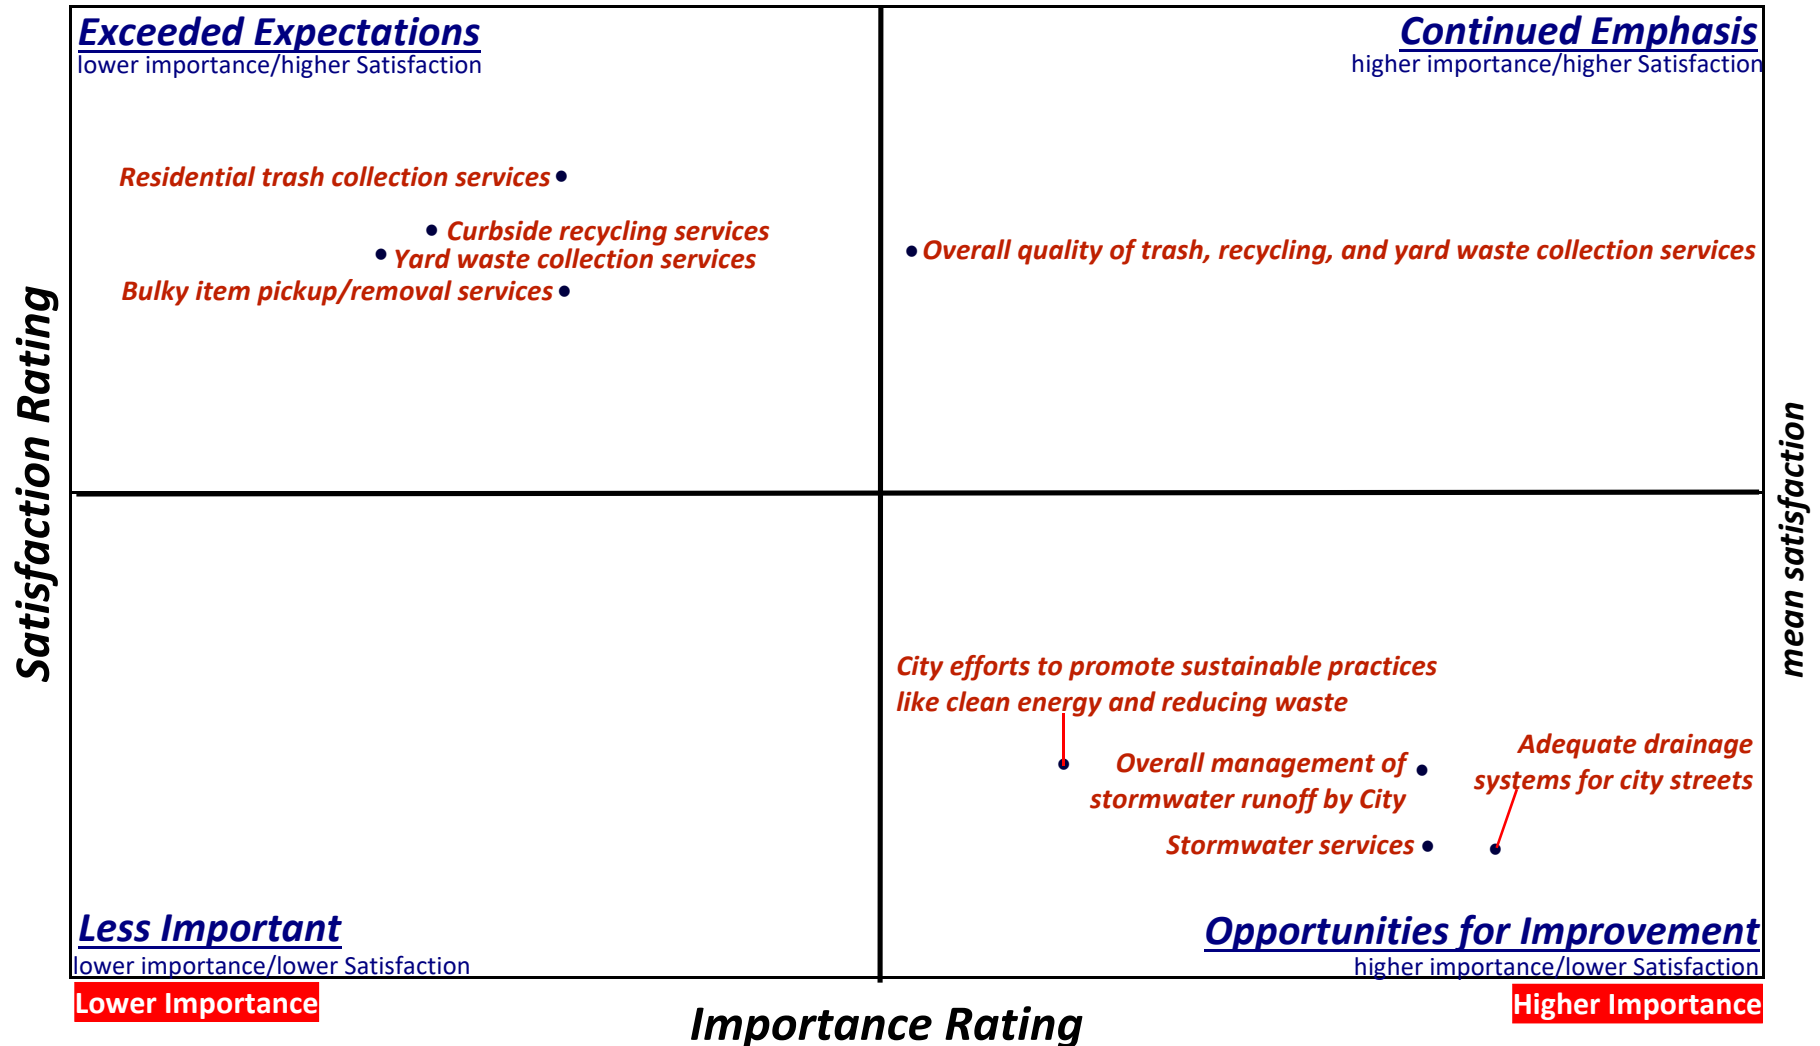 Exceeded Expectations
lower importance/higher Satisfaction
Continued Emphasis
higher importance/higher Satisfaction
Residential trash collection services
Curbside recycling services
Yard waste collection services
Bulky item pickup/removal services
Overall quality of trash, recycling, and yard waste collection services
Satisfaction Rating
mean satisfaction
City efforts to promote sustainable practices
like clean energy and reducing waste
Overall management of
stormwater runoff by City
Adequate drainage
systems for city streets
Stormwater services
Less Important
lower importance/lower Satisfaction
Opportunities for Improvement
higher importance/lower Satisfaction
Lower Importance
Importance Rating
Higher Importance